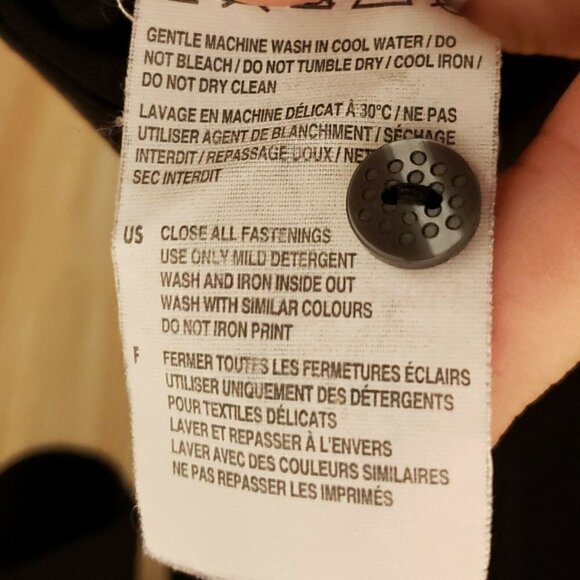 GENTLE MACHINE WASH IN COOL WATER / DO
NOT BLEACH / DO NOT TUMBLE DRY / COOL IRON /
DO NOT DRY CLEAN
LAVAGE EN MACHINE DÉLICAT À 30°C / NE PAS
UTILISER AGENT DE BLANCHIMENT / SÉCHAGE
INTERDIT / REPASSAGE DOUX /
SEC INTERDIT
US CLOSE ALL FASTENINGS
USE ONLY MILD DETERGENT
WASH AND IRON INSIDE OUT
WASH WITH SIMILAR COLOURS
DO NOT IRON PRINT
F FERMER TOUTES LES FERMETURES ÉCLAIRS
UTILISER UNIQUEMENT DES DÉTERGENTS
POUR TEXTILES DÉLICATS
LAVER ET REPASSER À L'ENVERS
LAVER AVEC DES COULEURS SIMILAIRES
NE PAS REPASSER LES IMPRIMÉS